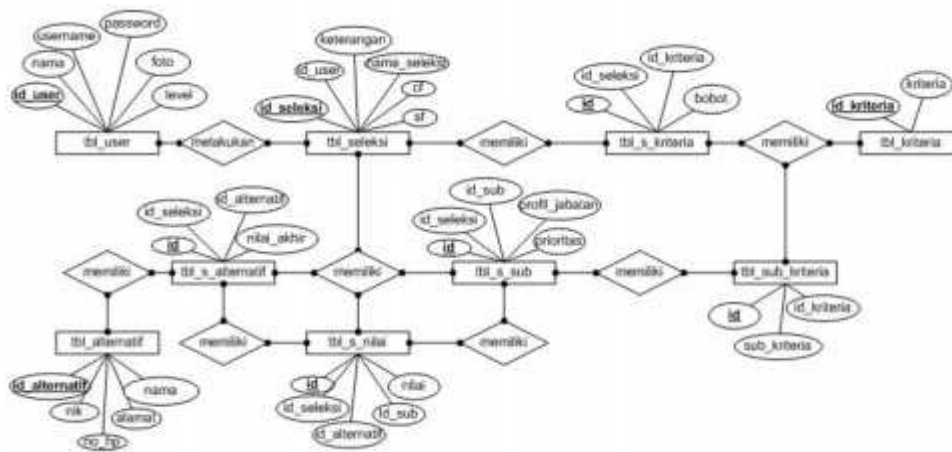 password
username
nama
foto
id_user
level
tbl_user
melakukan
keterangan
id_user
nama_seleksi
id_seleksi
cf
sf
tbl_seleksi
memiliki
id_kriteria
id_seleksi
id
bobot
tbl_s_kriteria
memiliki
kriteria
id_kriteria
tbl_kriteria
id_alternatif
id_seleksi
id
nilai_akhir
memiliki
tbl_s_alternatif
memiliki
id_sub
profil_jabatan
id_seleksi
id
prioritas
tbl_s_sub
memiliki
tbl_sub_kriteria
id
id_kriteria
sub_kriteria
tbl_alternatif
memiliki
tbl_s_nilai
memiliki
id_alternatif
nama
nik
alamat
no_hp
id
nilai
id_seleksi
id_sub
id_alternatif